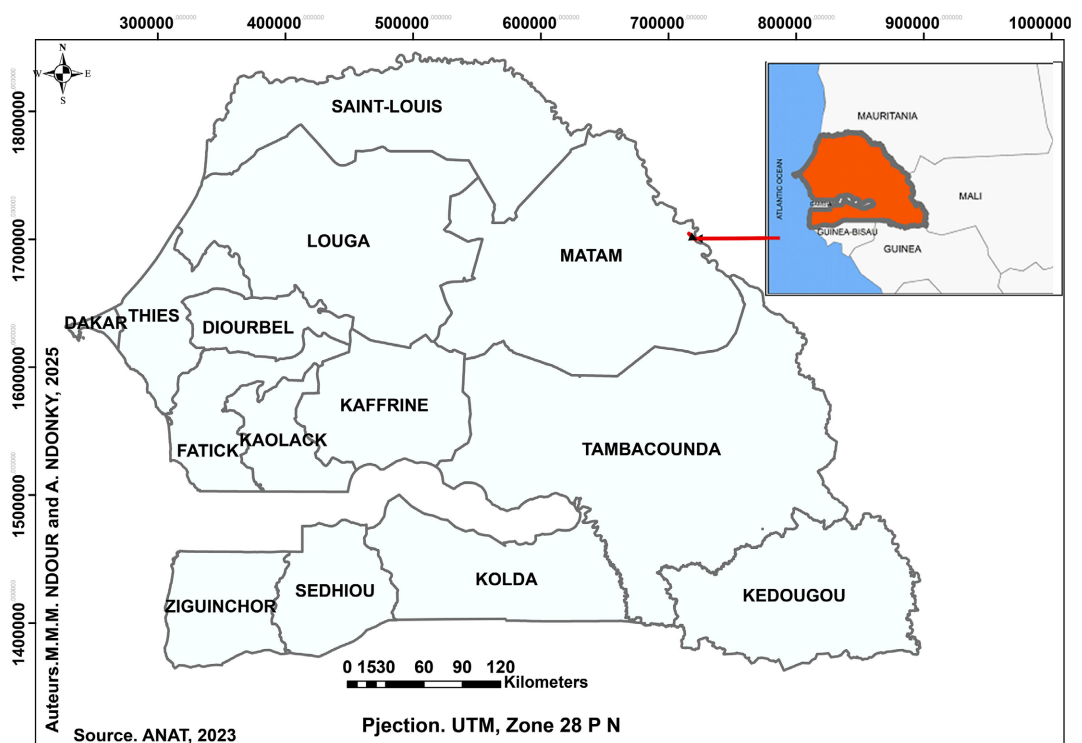 300000 400000 500000 600000 700000 800000 900000 1000000
N
W E
S
1800000
1700000
1600000
1500000
1400000
SAINT-LOUIS
LOUGA
MATAM
DAKAR
THIES
DIOURBEL
KAFFRINE
FATICK
KAOLACK
TAMBACOUNDA
ZIGUINCHOR
SEDHIOU
KOLDA
KEDOUGOU
MAURITANIA
ATLANTIC OCEAN
MALI
GUINEA-BISAU
GUINEA
0 1530 60 90 120
Kilometers
Pjection. UTM, Zone 28 P N
Source. ANAT, 2023
Auteurs.M.M.M. NDOUR and A. NDONKY, 2025